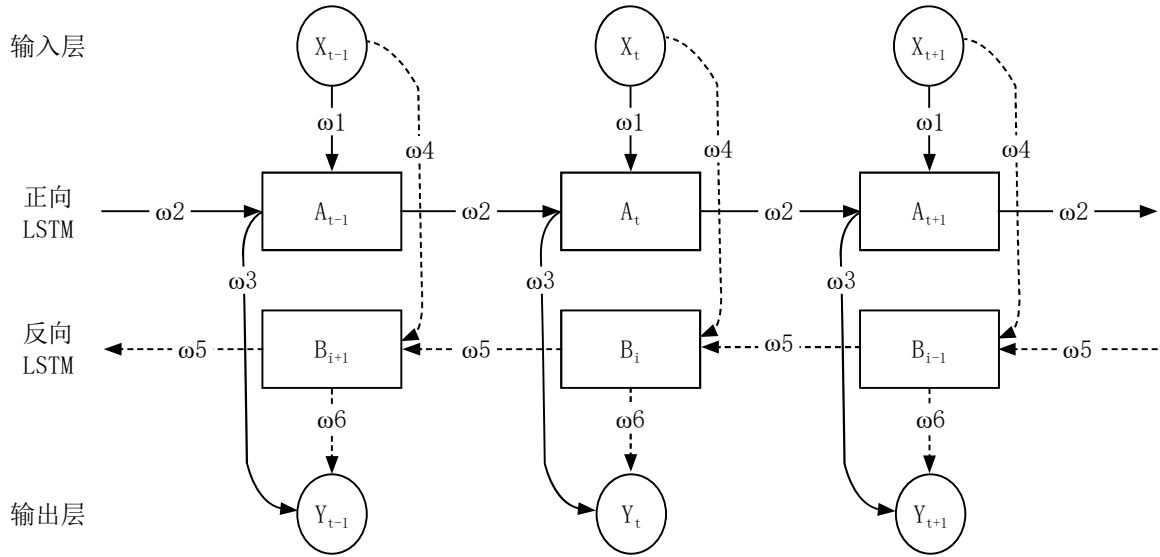 输入层
X_{t-1}
X_t
X_{t+1}
ω1
ω1
ω1
ω4
ω4
ω4
正向
LSTM
ω2
A_{t-1}
ω2
A_t
ω2
A_{t+1}
ω2
ω3
ω3
ω3
反向
LSTM
ω5
B_{i+1}
ω5
B_i
ω5
B_{i-1}
ω5
ω6
ω6
ω6
输出层
Y_{t-1}
Y_t
Y_{t+1}